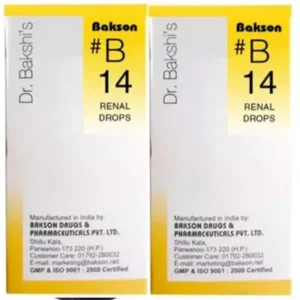 Dr. Bakshi's
Bakson
#B
14
RENAL
DROPS
Manufactured in india by:
BAKSON DRUGS &
PHARMACEUTICALS PVT. LTD.
Shillu Kala,
Parwanoo-173 220 (H.P.)
Customer Care: 01792-280032
E-mail: marketing@bakson.net
GMP & ISO 9001 : 2008 Certified
Dr. Bakshi's
Bakson
#B
14
RENAL
DROPS
Manufactured in india by:
BAKSON DRUGS &
PHARMACEUTICALS PVT. LTD.
Shillu Kala,
Parwanoo-173 220 (H.P.)
Customer Care: 01792-280032
E-mail: marketing@bakson.net
GMP & ISO 9001 : 2008 Certified